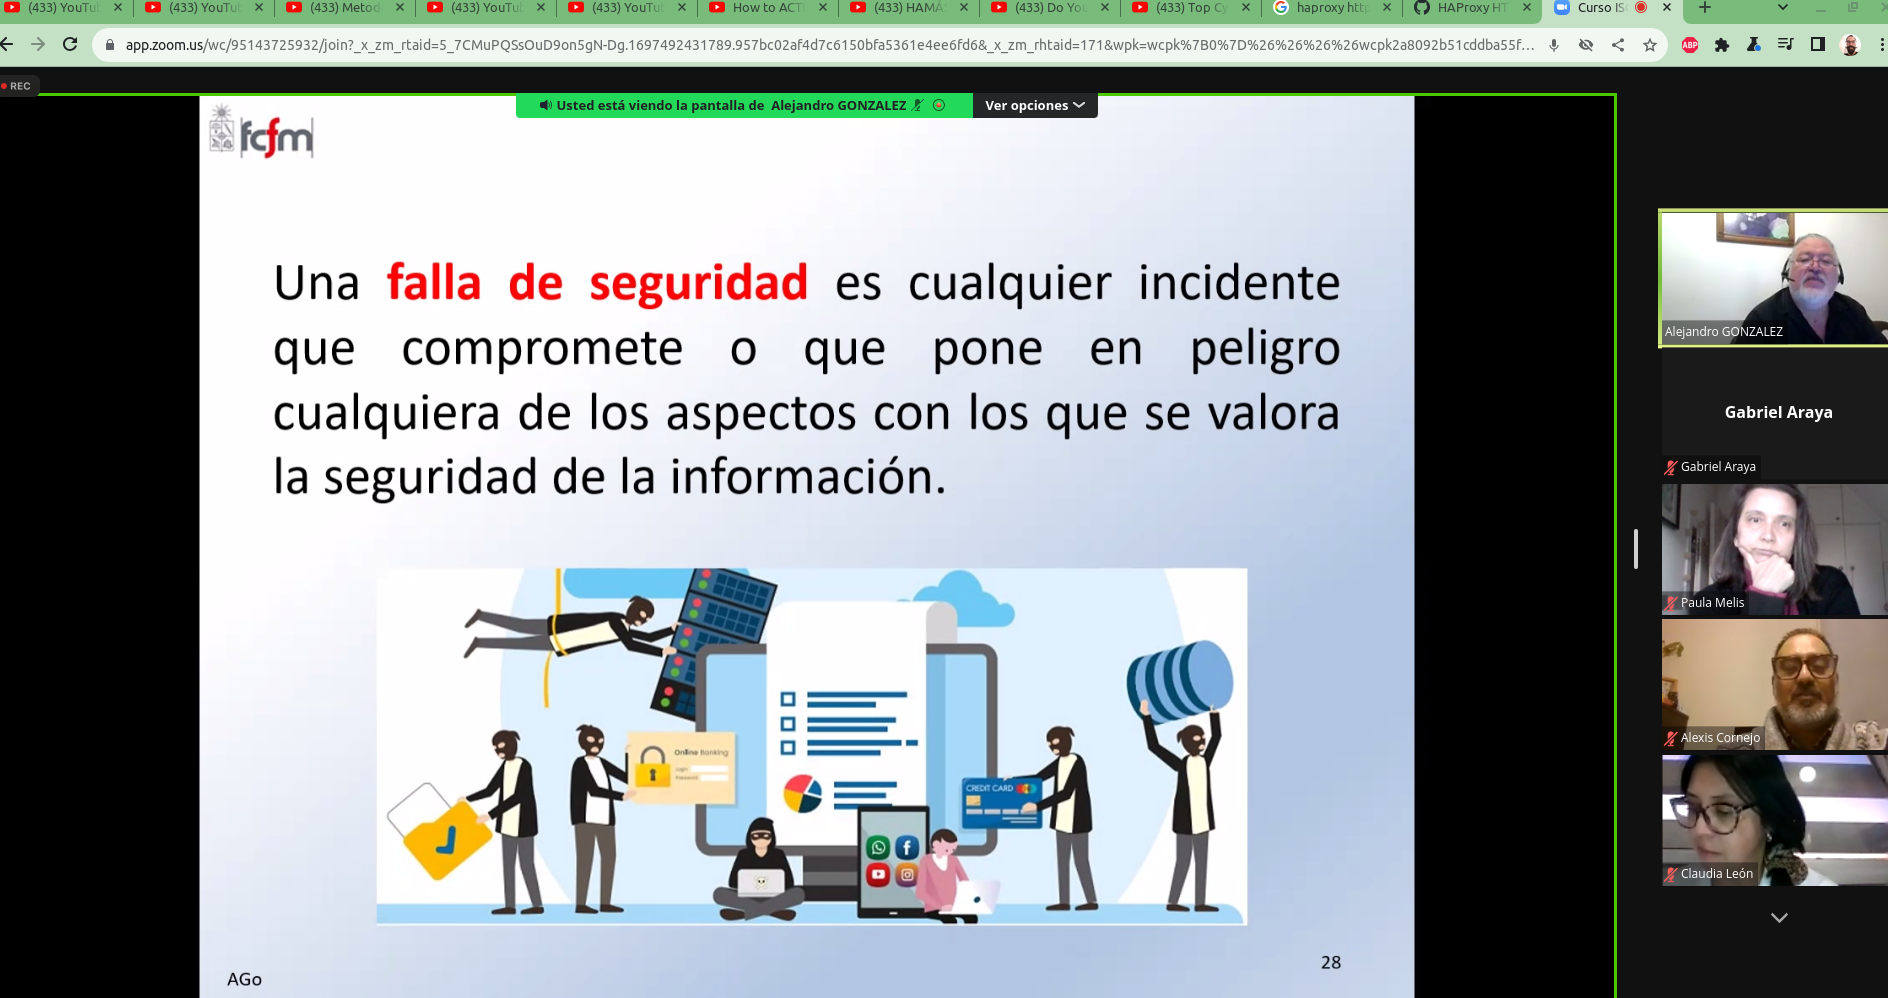 (433) YouTu
(433) YouTu
(433) Metod
(433) YouTu
(433) YouTu
How to ACT
(433) HAMÁS
(433) Do You
(433) Top Cy
haproxy http
HAProxy HT
Curso IS
app.zoom.us/wc/95143725932/join?_x_zm_rtaid=5_7CMuPQSsOuD9on5gN-Dg.1697492431789.957bc02af4d7c6150bfa5361e4ee6fd6&_x_zm_rhtaid=171&wpk=wcpk%7B0%7D%26%26%26%26wcpk2a8092b51cddba55f...
ABP
REC
Usted está viendo la pantalla de Alejandro GONZALEZ
Ver opciones
fcfm
Una falla de seguridad es cualquier incidente
que compromete o que pone en peligro
cualquiera de los aspectos con los que se valora
la seguridad de la información.
Online Banking
Login
Password
CREDIT CARD
AGo
28
Alejandro GONZALEZ
Gabriel Araya
Gabriel Araya
Paula Melis
Alexis Cornejo
Claudia León